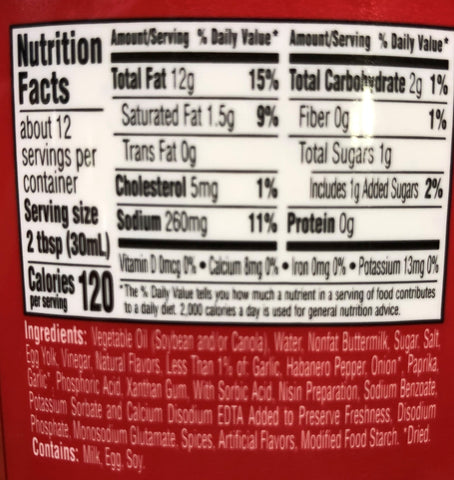 Nutrition Facts
about 12 servings per container
Serving size 2 tbsp (30mL)
Calories per serving 120
Amount/Serving % Daily Value*
Total Fat 12g 15%
Saturated Fat 1.5g 9%
Trans Fat 0g
Cholesterol 5mg 1%
Sodium 260mg 11%
Amount/Serving % Daily Value*
Total Carbohydrate 2g 1%
Fiber 0g 1%
Total Sugars 1g
Includes 1g Added Sugars 2%
Protein 0g
Vitamin D 0mcg 0% • Calcium 8mg 0% • Iron 0mg 0% • Potassium 13mg 0%
*The % Daily Value tells you how much a nutrient in a serving of food contributes
to a daily diet. 2,000 calories a day is used for general nutrition advice.
Ingredients: Vegetable Oil (Soybean and/or Canola), Water, Nonfat Buttermilk, Sugar, Salt,
Egg Yolk, Vinegar, Natural Flavors, Less Than 1% of: Garlic, Habanero Pepper, Onion*, Paprika,
Garlic*, Phosphoric Acid, Xanthan Gum, With Sorbic Acid, Nisin Preparation, Sodium Benzoate,
Potassium Sorbate and Calcium Disodium EDTA Added to Preserve Freshness, Disodium
Phosphate, Monosodium Glutamate, Spices, Artificial Flavors, Modified Food Starch. *Dried.
Contains: Milk, Egg, Soy.